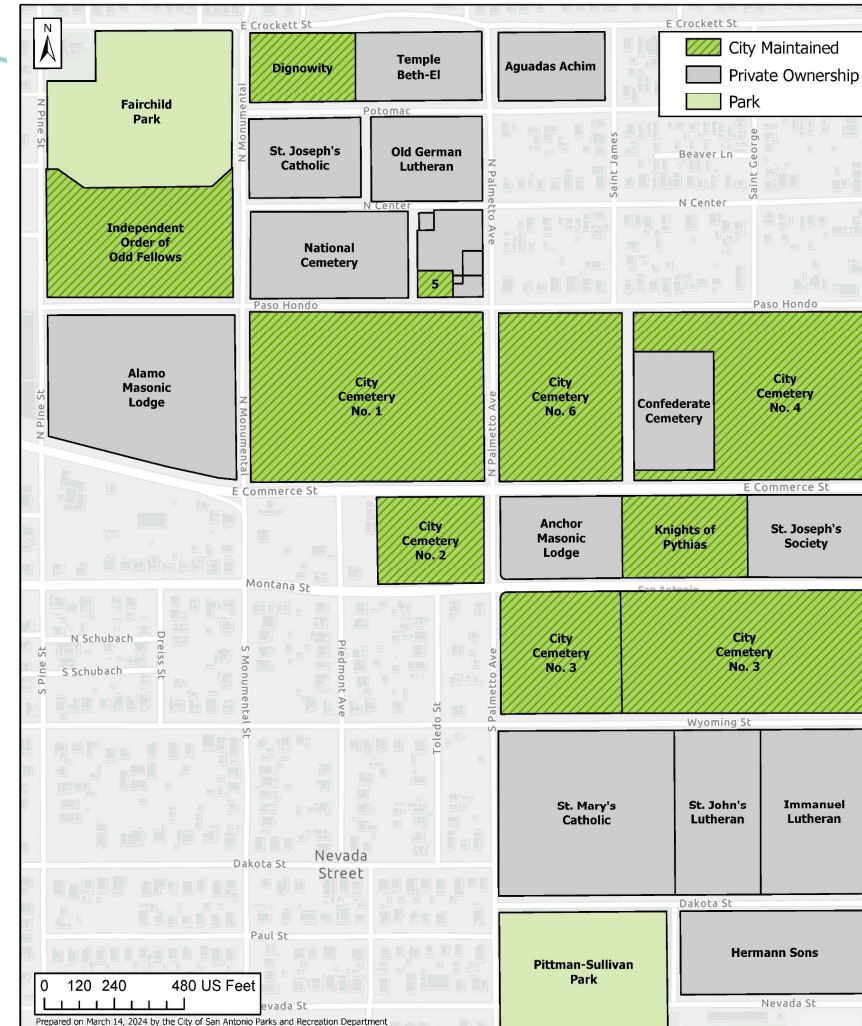 E Crockett St
E Crockett St
N
City Maintained
Private Ownership
Park
Dignowity
Temple
Beth-El
Aguadas Achim
Fairchild
Park
N Pine St
N Monumental
Potomac
St. Joseph's
Catholic
Old German
Lutheran
N Palmetto Ave
Saint James
Beaver Ln
Saint George
N Center
N Center
Independent
Order of
Odd Fellows
National
Cemetery
5
Paso Hondo
Paso Hondo
Alamo
Masonic
Lodge
City
Cemetery
No. 1
City
Cemetery
No. 6
Confederate
Cemetery
City
Cemetery
No. 4
N Pine St
N Monumental
N Palmetto Ave
E Commerce St
E Commerce St
City
Cemetery
No. 2
Anchor
Masonic
Lodge
Knights of
Pythias
St. Joseph's
Society
Montana St
San Antonio
N Schubach
S Schubach
Dreiss St
S Pine St
S Monumental St
Piedmont Ave
Toledo St
S Palmetto Ave
City
Cemetery
No. 3
City
Cemetery
No. 3
Wyoming St
St. Mary's
Catholic
St. John's
Lutheran
Immanuel
Lutheran
Dakota St
Nevada
Street
Dakota St
Paul St
Pittman-Sullivan
Park
Hermann Sons
0 120 240 480 US Feet
evada St
Nevada St
Prepared on March 14, 2024 by the City of San Antonio Parks and Recreation Department